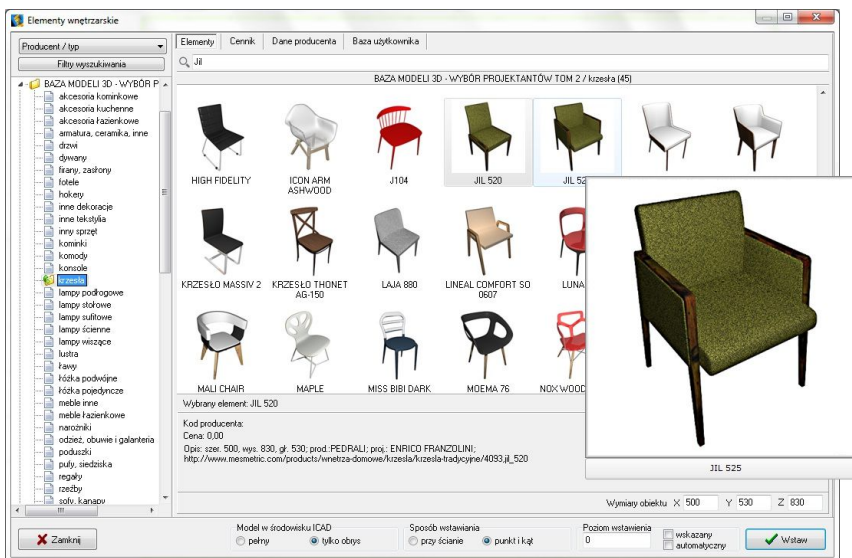 Elementy wnętrzarskie
Producent / typ
Filtry wyszukiwania
BAZA MODELI 3D - WYBÓR P
akcesoria kominkowe
akcesoria kuchenne
akcesoria łazienkowe
armatura, ceramika, inne
drzwi
dywany
firany, zasłony
fotele
hokery
inne dekoracje
inne tekstylia
inny sprzęt
kominki
komody
konsole
krzesła
lampy podłogowe
lampy stołowe
lampy sufitowe
lampy ścienne
lampy wiszące
lustra
ławy
łóżka podwójne
łóżka pojedyncze
meble inne
meble łazienkowe
narożniki
odzież, obuwie i galanteria
poduszki
pufy, siedziska
regały
rzeźby
sofy, kanapy
Elementy Cennik Dane producenta Baza użytkownika
Jil
BAZA MODELI 3D - WYBÓR PROJEKTANTÓW TOM 2 / krzesła (45)
HIGH FIDELITY ICON ARM ASHWOOD J104 JIL 520 JIL 52
KRZESŁO MASSIV 2 KRZESŁO THONET AG-150 LAJA 880 LINEAL COMFORT SO 0607 LUNA
MALI CHAIR MAPLE MISS BIBI DARK MOEMA 76 NOX WOOD
JIL 525
Wybrany element: JIL 520
Kod producenta:
Cena: 0,00
Opis: szer. 500, wys. 830, gł. 530; prod.:PEDRALI; proj.: ENRICO FRANZOLINI;
http://www.mesmetric.com/products/wnetrza-domowe/krzesla/krzesla-tradycyjne/4093,jil_520
Wymiary obiektu X 500 Y 530 Z 830
Zamknij
Model w środowisku ICAD
pełny tylko obrys
Sposób wstawiania
przy ścianie punkt i kąt
Poziom wstawienia
0
wskazany
automatyczny
Wstaw